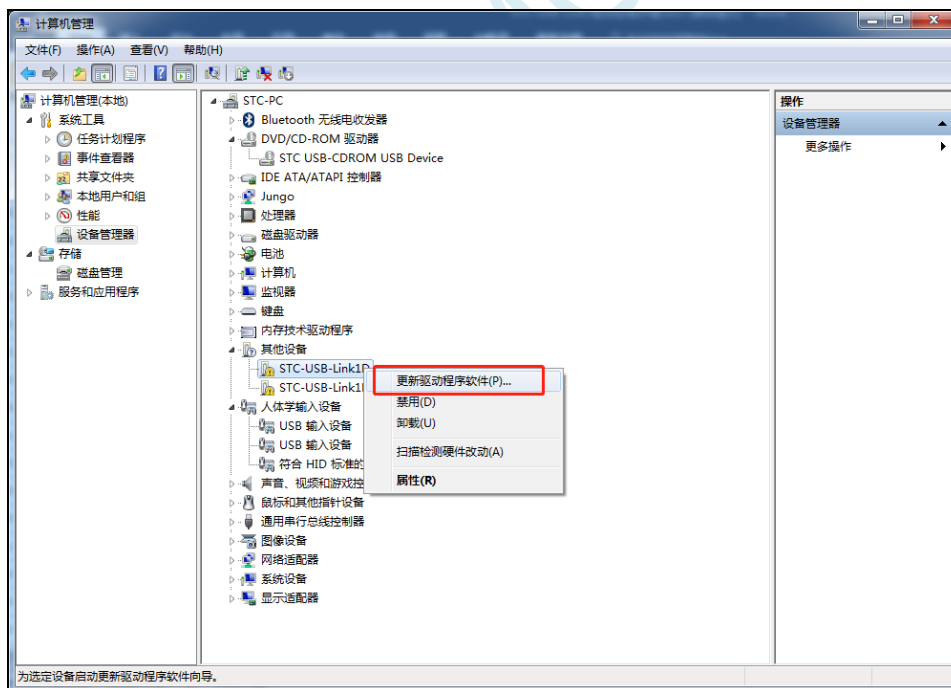 计算机管理
文件(F) 操作(A) 查看(V) 帮助(H)
计算机管理(本地)
系统工具
任务计划程序
事件查看器
共享文件夹
本地用户和组
性能
设备管理器
存储
磁盘管理
服务和应用程序
STC-PC
Bluetooth 无线电收发器
DVD/CD-ROM 驱动器
STC USB-CDROM USB Device
IDE ATA/ATAPI 控制器
Jungo
处理器
磁盘驱动器
电池
计算机
监视器
键盘
内存技术驱动程序
其他设备
STC-USB-Link1D
STC-USB-Link1
人体学输入设备
USB 输入设备
USB 输入设备
符合 HID 标准的
声音、视频和游戏控
鼠标和其他指针设备
通用串行总线控制器
图像设备
网络适配器
系统设备
显示适配器
更新驱动程序软件(P)...
禁用(D)
卸载(U)
扫描检测硬件改动(A)
属性(R)
操作
设备管理器
更多操作
为选定设备启动更新驱动程序软件向导。